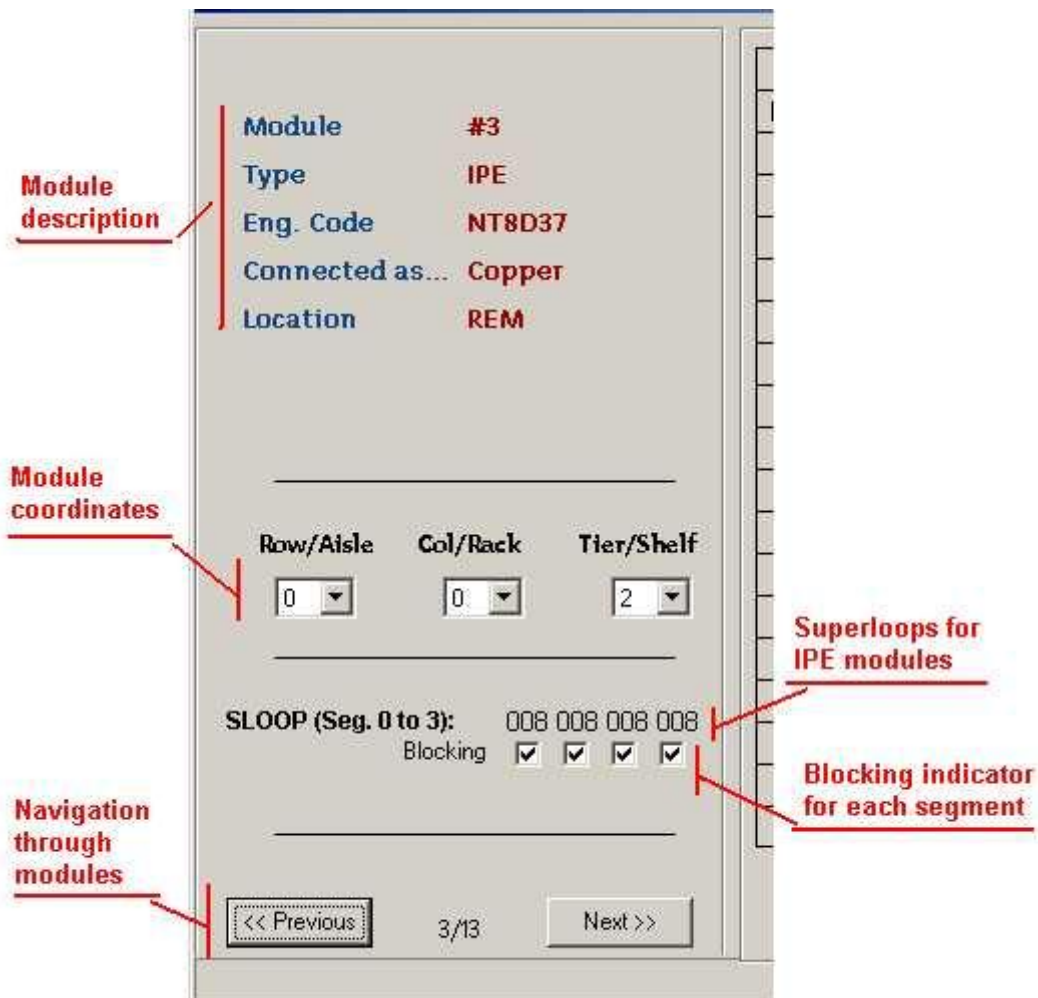 Module #3
Type IPE
Module
description
Eng. Code NT8D37
Connected as... Copper
Location REM
Module
coordinates
Row/Aisle Col/Rack Tier/Shelf
0 0 2
Superloops for
IPE modules
SLOOP (Seg. 0 to 3): 008 008 008 008
Blocking
Blocking indicator
for each segment
Navigation
through
modules
<< Previous 3/13 Next >>